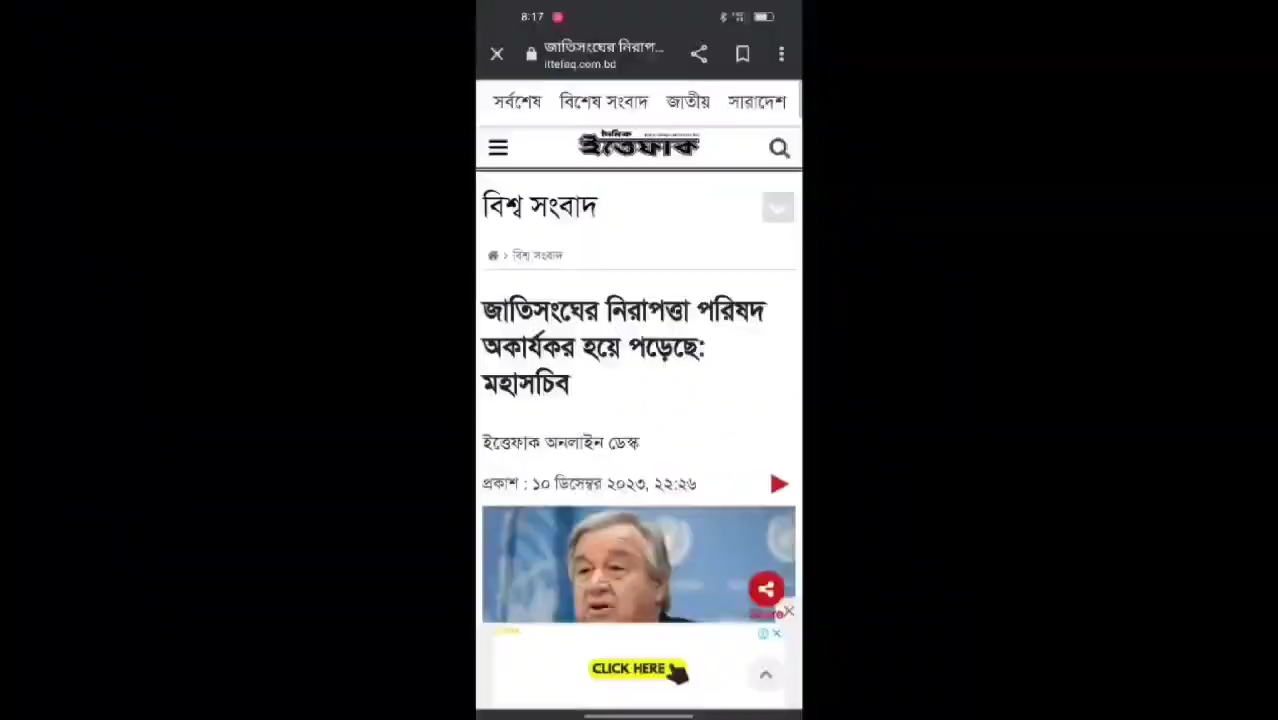 8:17
জাতিসংঘের নিরাপ...
ittefaq.com.bd
সর্বশেষ বিশেষ সংবাদ জাতীয় সারাদেশ
দৈনিক
ইত্তেফাক
বিশ্ব সংবাদ
> বিশ্ব সংবাদ
জাতিসংঘের নিরাপত্তা পরিষদ
অকার্যকর হয়ে পড়েছে:
মহাসচিব
ইত্তেফাক অনলাইন ডেস্ক
প্রকাশ : ১০ ডিসেম্বর ২০২৩, ২২:২৬
CLICK HERE